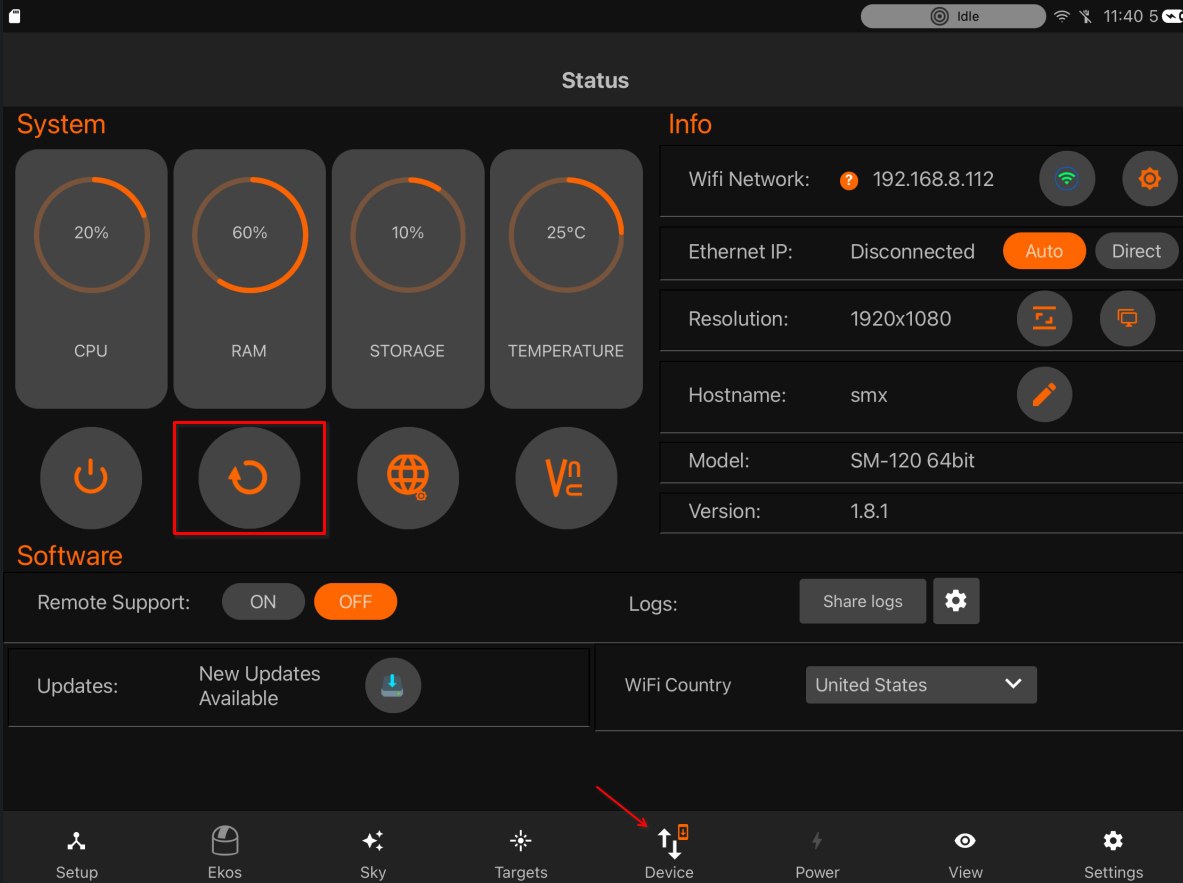 Idle
11:40 5
Status
System
Info
20%
60%
10%
25°C
CPU
RAM
STORAGE
TEMPERATURE
Wifi Network: ? 192.168.8.112
Ethernet IP: Disconnected Auto Direct
Resolution: 1920x1080
Hostname: smx
Model: SM-120 64bit
Version: 1.8.1
Vnc
Software
Remote Support: ON OFF
Logs: Share logs
Updates: New Updates
Available
WiFi Country United States
Setup
Ekos
Sky
Targets
Device
Power
View
Settings